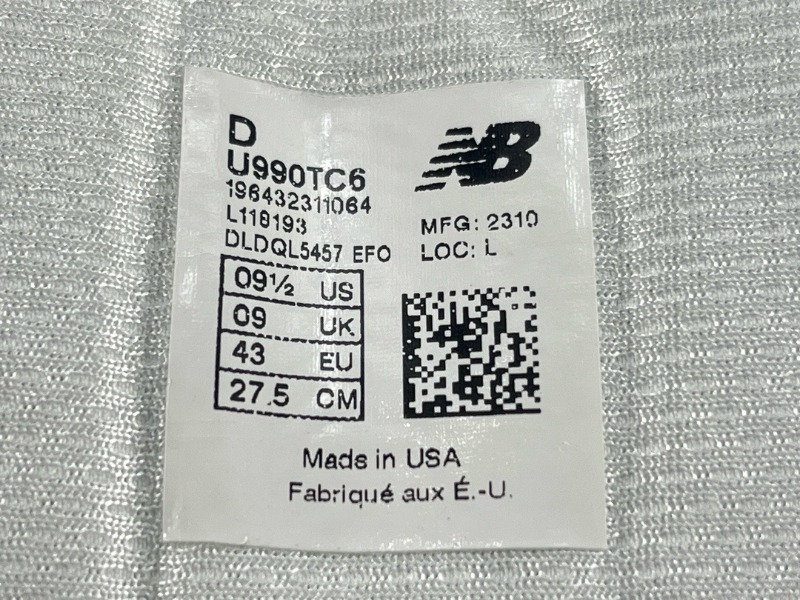 D
U990TC6
196432311064
L118193
DLDQL5457 EFO
NB
MFG: 2310
LOC: L
09½ US
09 UK
43 EU
27.5 CM
Made in USA
Fabriqué aux É.-U.